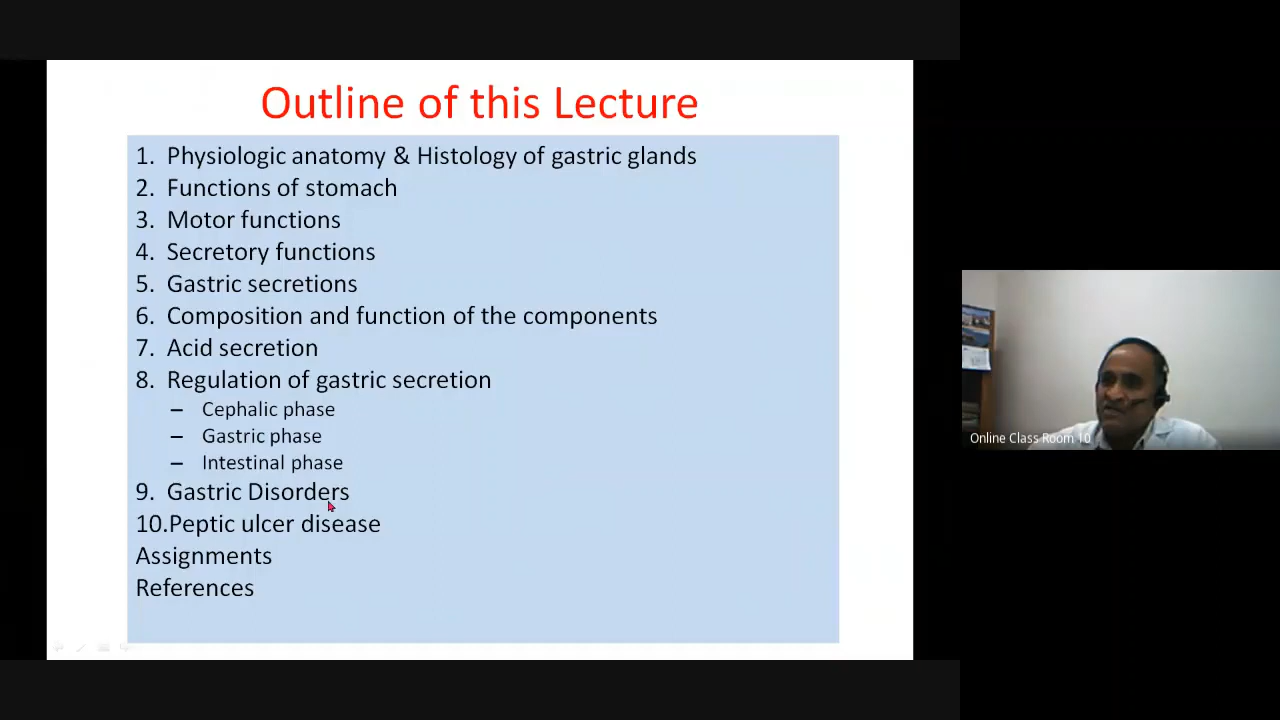 Outline of this Lecture
1. Physiologic anatomy & Histology of gastric glands
2. Functions of stomach
3. Motor functions
4. Secretory functions
5. Gastric secretions
6. Composition and function of the components
7. Acid secretion
8. Regulation of gastric secretion
– Cephalic phase
– Gastric phase
– Intestinal phase
9. Gastric Disorders
10.Peptic ulcer disease
Assignments
References
Online Class Room 10